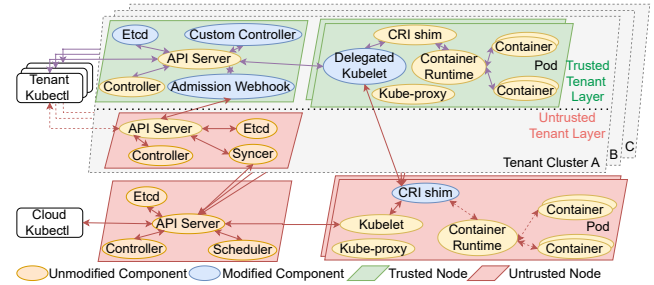 Etcd
Custom Controller
API Server
Controller
Admission Webhook
Tenant
Kubectl
CRI shim
Delegated
Kubelet
Container
Runtime
Kube-proxy
Container
Pod
Container
Trusted
Tenant
Layer
Untrusted
Tenant Layer
API Server
Etcd
Controller
Syncer
Tenant Cluster A
B
C
Cloud
Kubectl
Etcd
API Server
Controller
Scheduler
CRI shim
Kubelet
Kube-proxy
Container
Runtime
Container
Pod
Container
Unmodified Component
Modified Component
Trusted Node
Untrusted Node